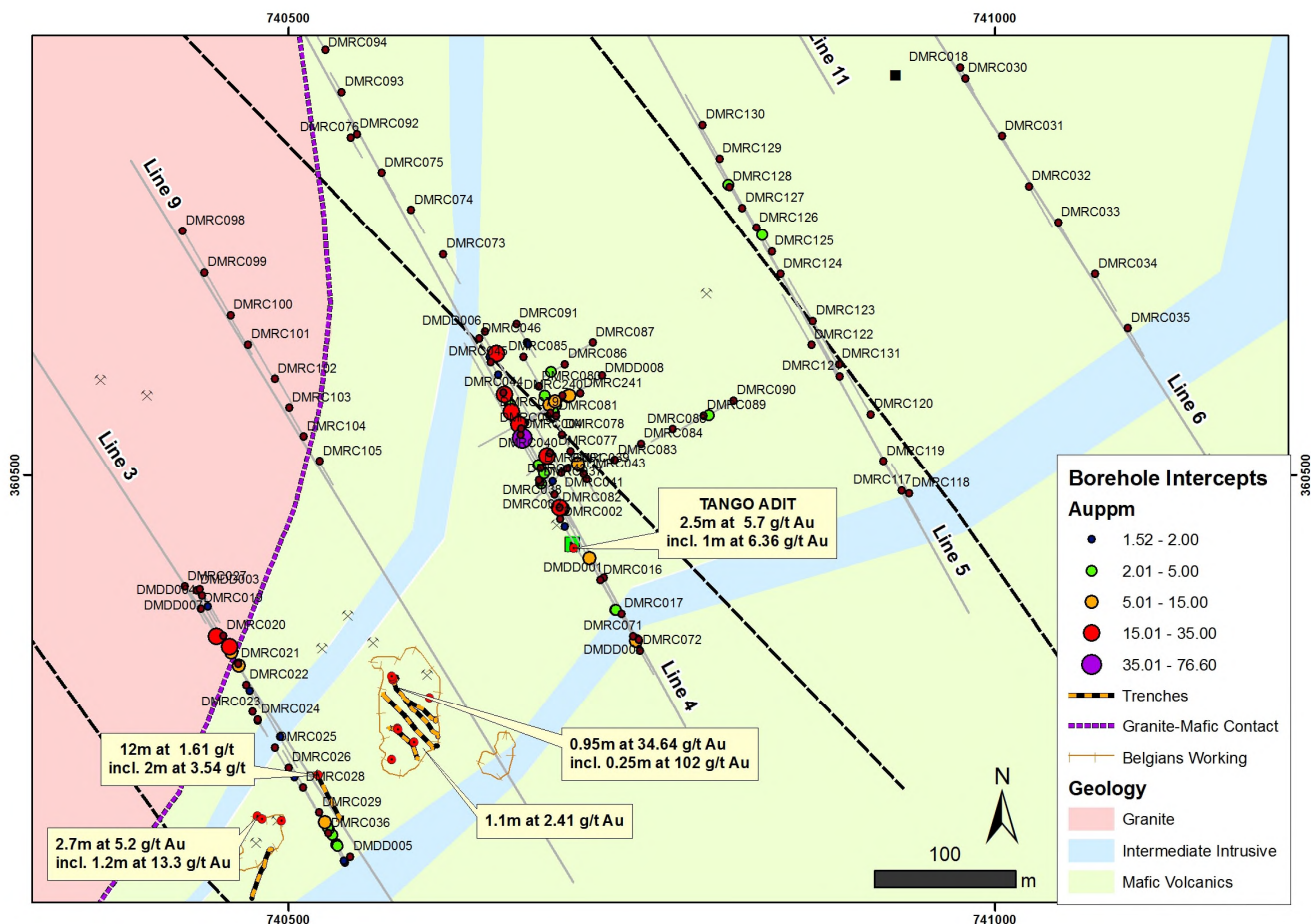 740500
741000
DMRC094
DMRC093
DMRC076
DMRC092
DMRC075
DMRC074
DMRC073
Line 11
DMRC018
DMRC030
DMRC031
DMRC032
DMRC033
DMRC034
DMRC035
DMRC130
DMRC129
DMRC128
DMRC127
DMRC126
DMRC125
DMRC124
DMRC123
DMRC122
DMRC131
DMRC120
DMRC119
DMRC117
DMRC118
Line 9
DMRC098
DMRC099
DMRC100
DMRC101
DMRC102
DMRC103
DMRC104
DMRC105
Line 3
DMRC091
DMDD006
DMRC046
DMRC087
DMRC085
DMRC086
DMDD008
DMRC044
DMRC240
DMRC241
DMRC081
DMRC090
DMRC089
DMRC078
DMRC084
DMRC040
DMRC077
DMRC083
DMRC043
DMRC041
DMRC038
DMRC082
DMRC002
360500
360500
TANGO ADIT
2.5m at 5.7 g/t Au
incl. 1m at 6.36 g/t Au
DMDD001
DMRC016
DMRC017
DMRC071
DMRC072
Line 4
Line 5
Line 6
DMRC027
DMDD003
DMRC019
DMRC020
DMRC021
DMRC022
DMRC023
DMRC024
DMRC025
DMRC026
DMRC028
DMRC029
DMRC036
DMDD005
12m at 1.61 g/t
incl. 2m at 3.54 g/t
0.95m at 34.64 g/t Au
incl. 0.25m at 102 g/t Au
1.1m at 2.41 g/t Au
2.7m at 5.2 g/t Au
incl. 1.2m at 13.3 g/t Au
Borehole Intercepts
Auppm
1.52 - 2.00
2.01 - 5.00
5.01 - 15.00
15.01 - 35.00
35.01 - 76.60
Trenches
Granite-Mafic Contact
Belgians Working
Geology
Granite
Intermediate Intrusive
Mafic Volcanics
N
100
m
740500
741000